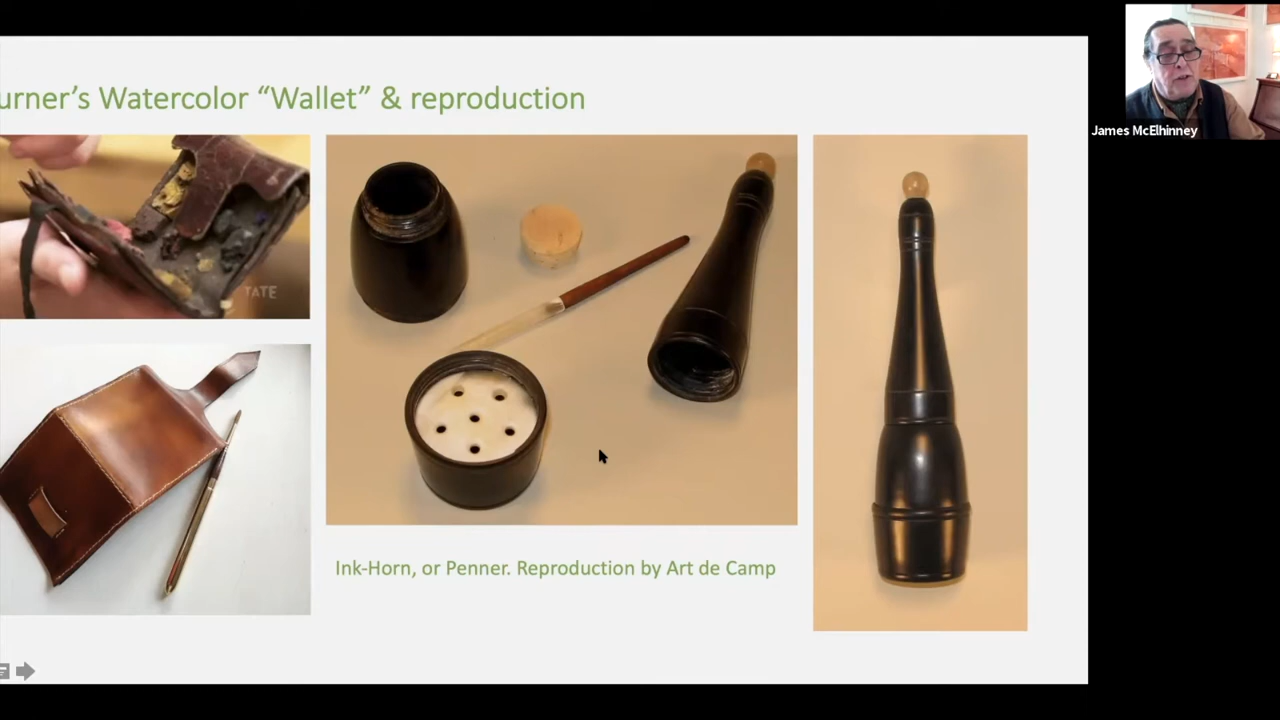 urner's Watercolor “Wallet” & reproduction
TATE
Ink-Horn, or Penner. Reproduction by Art de Camp
James McElhinney